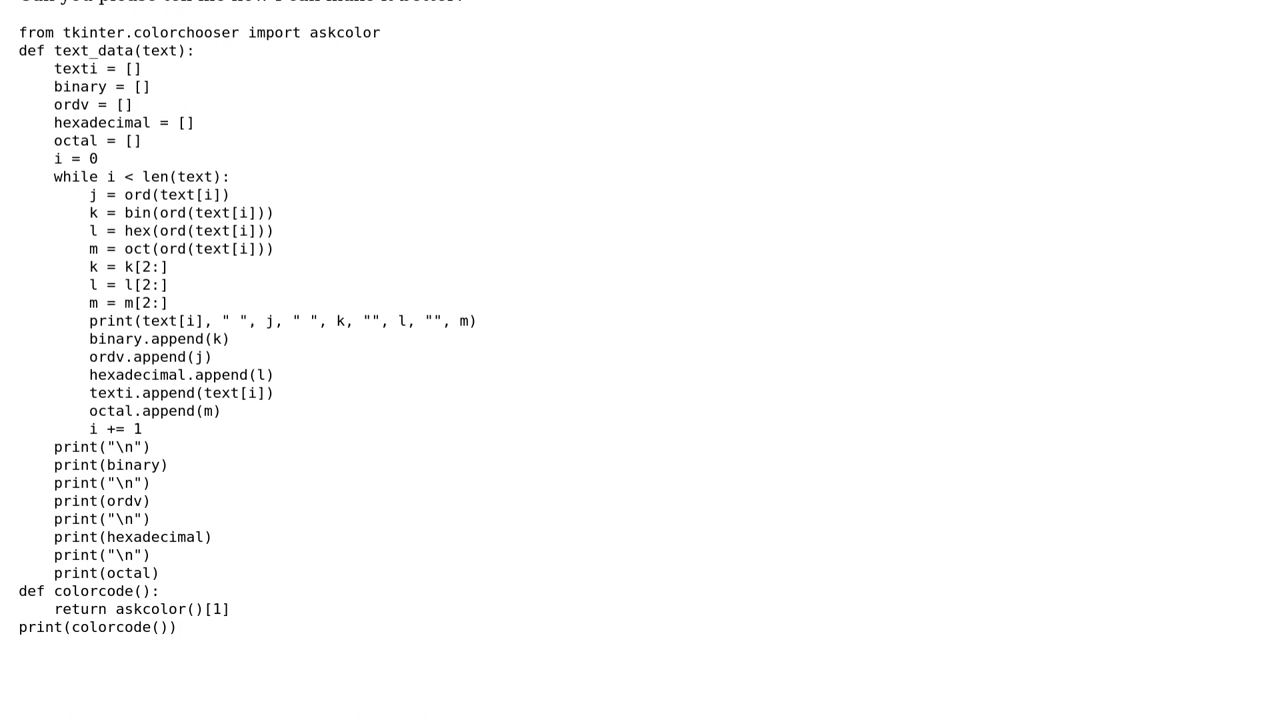 from tkinter.colorchooser import askcolor
def text_data(text):
    texti = []
    binary = []
    ordv = []
    hexadecimal = []
    octal = []
    i = 0
    while i < len(text):
        j = ord(text[i])
        k = bin(ord(text[i]))
        l = hex(ord(text[i]))
        m = oct(ord(text[i]))
        k = k[2:]
        l = l[2:]
        m = m[2:]
        print(text[i], " ", j, " ", k, "", l, "", m)
        binary.append(k)
        ordv.append(j)
        hexadecimal.append(l)
        texti.append(text[i])
        octal.append(m)
        i += 1
    print("\n")
    print(binary)
    print("\n")
    print(ordv)
    print("\n")
    print(hexadecimal)
    print("\n")
    print(octal)
def colorcode():
    return askcolor()[1]
print(colorcode())